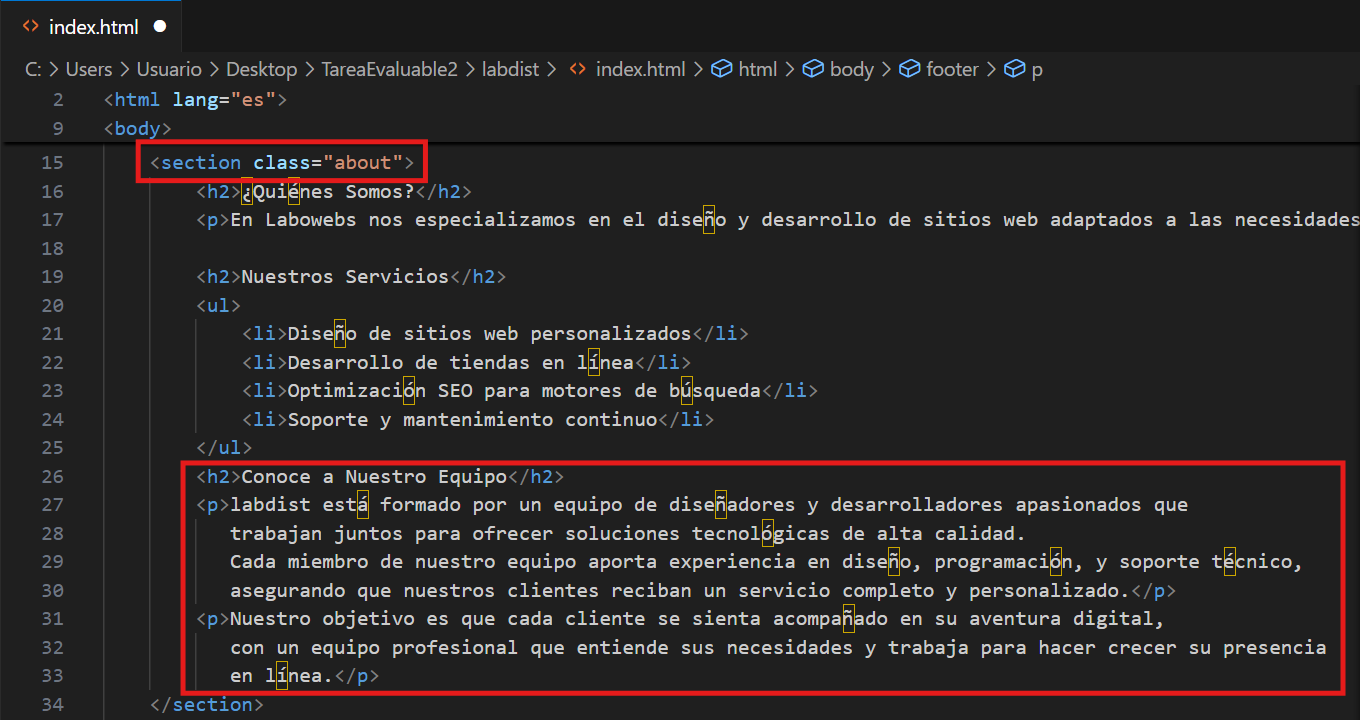 index.html
C: > Users > Usuario > Desktop > TareaEvaluable2 > labdist > index.html > html > body > footer > p
2 <html lang="es">
9 <body>
15 <section class="about">
16 <h2>¿Quiénes Somos?</h2>
17 <p>En Labowebs nos especializamos en el diseño y desarrollo de sitios web adaptados a las necesidades
18
19 <h2>Nuestros Servicios</h2>
20 <ul>
21 <li>Diseño de sitios web personalizados</li>
22 <li>Desarrollo de tiendas en línea</li>
23 <li>Optimización SEO para motores de búsqueda</li>
24 <li>Soporte y mantenimiento continuo</li>
25 </ul>
26 <h2>Conoce a Nuestro Equipo</h2>
27 <p>labdist está formado por un equipo de diseñadores y desarrolladores apasionados que
28 trabajan juntos para ofrecer soluciones tecnológicas de alta calidad.
29 Cada miembro de nuestro equipo aporta experiencia en diseño, programación, y soporte técnico,
30 asegurando que nuestros clientes reciban un servicio completo y personalizado.</p>
31 <p>Nuestro objetivo es que cada cliente se sienta acompañado en su aventura digital,
32 con un equipo profesional que entiende sus necesidades y trabaja para hacer crecer su presencia
33 en línea.</p>
34 </section>